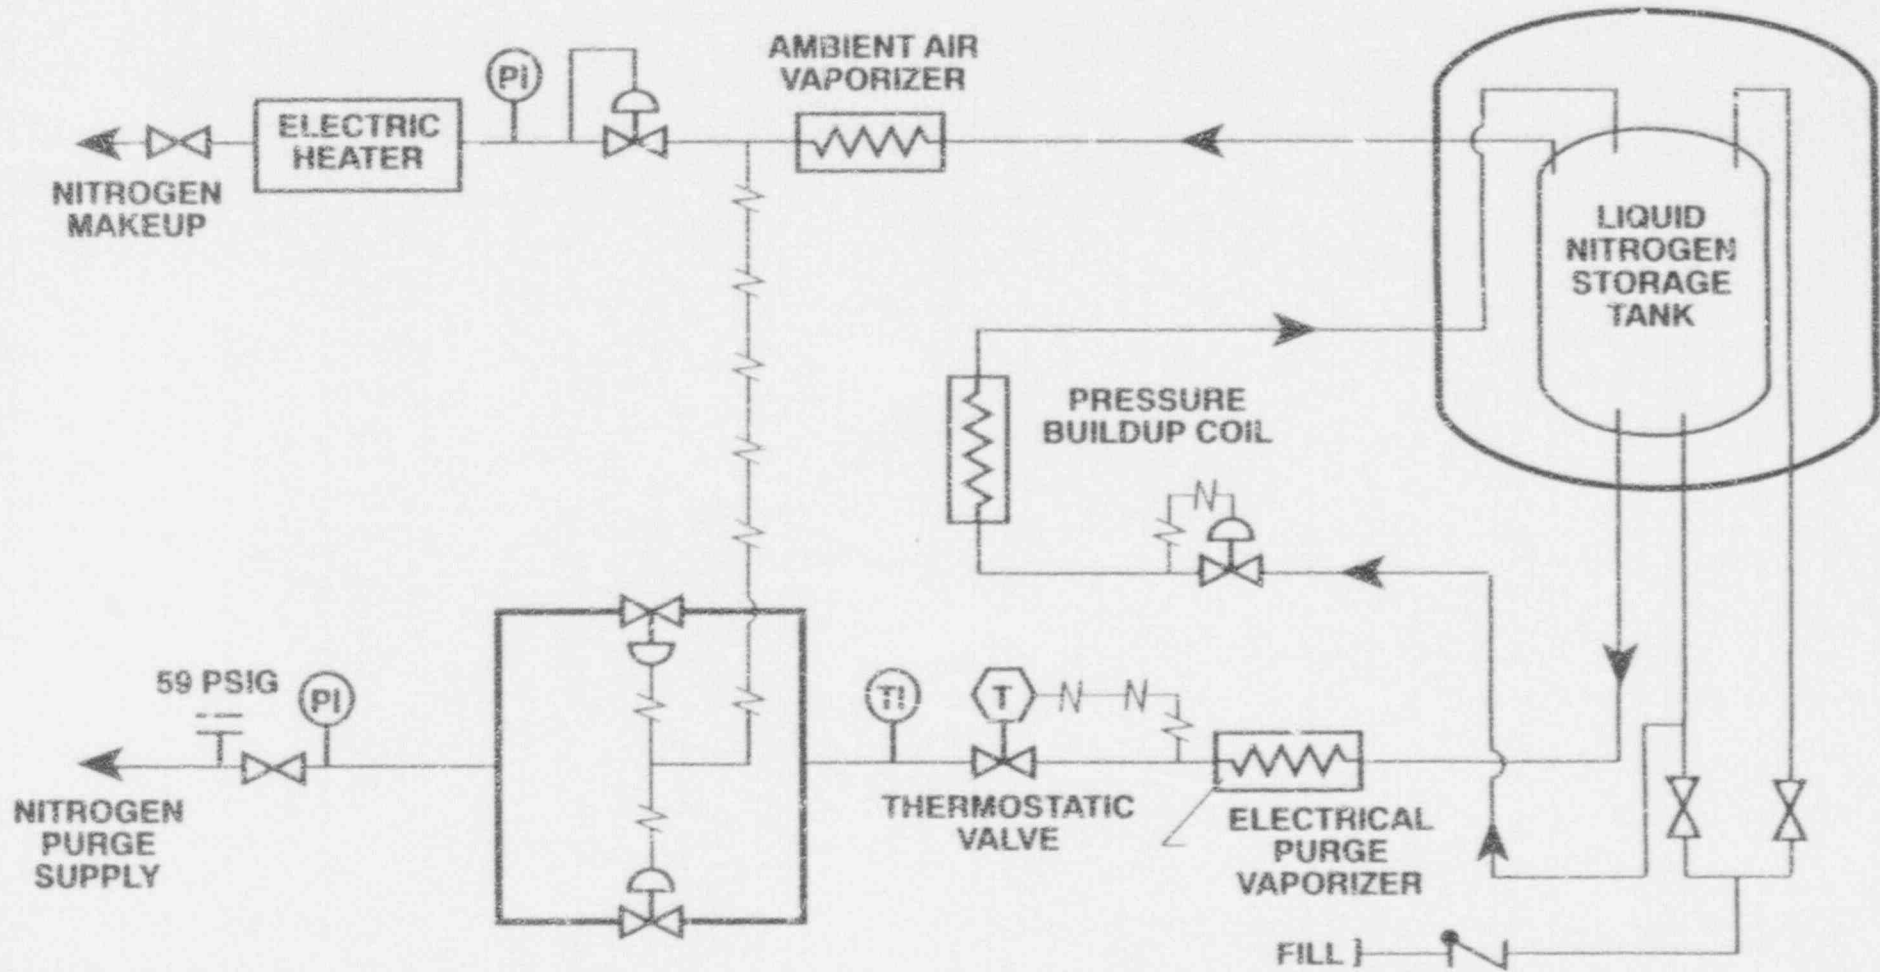 AMBIENT AIR
VAPORIZER
Pi
ELECTRIC
HEATER
NITROGEN
MAKEUP
LIQUID
NITROGEN
STORAGE
TANK
PRESSURE
BUILDUP COIL
59 PSIG
PI
TI
T
NITROGEN
PURGE
SUPPLY
THERMOSTATIC
VALVE
ELECTRICAL
PURGE
VAPORIZER
FILL